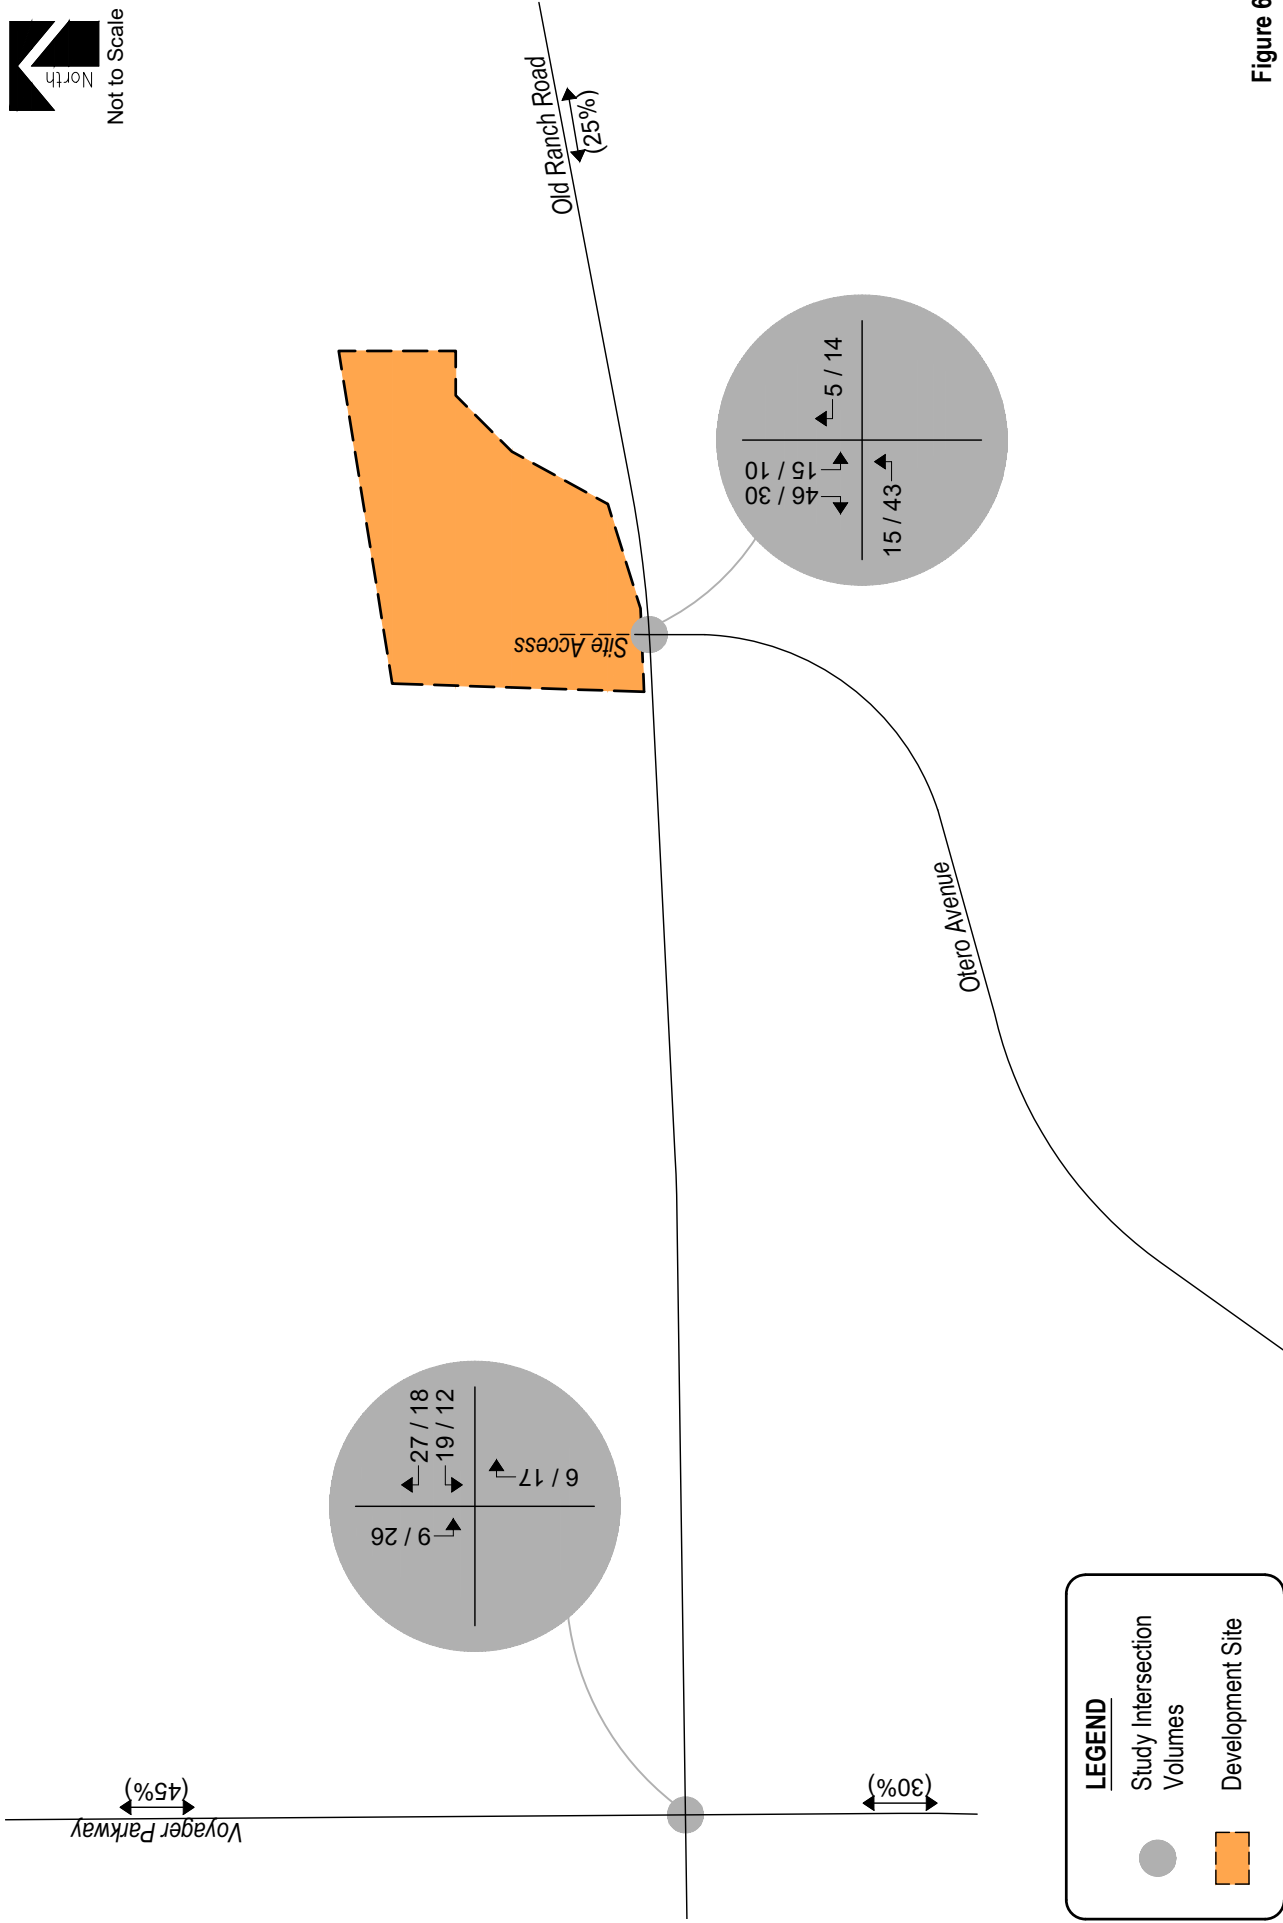 North
Not to Scale
Old Ranch Road
(25%)
Site Access
5 / 14
15 / 10
46 / 30
15 / 43
Otero Avenue
27 / 18
19 / 12
9 / 26
6 / 17
Voyager Parkway
(45%)
(30%)
LEGEND
Study Intersection
Volumes
Development Site
Figure 6